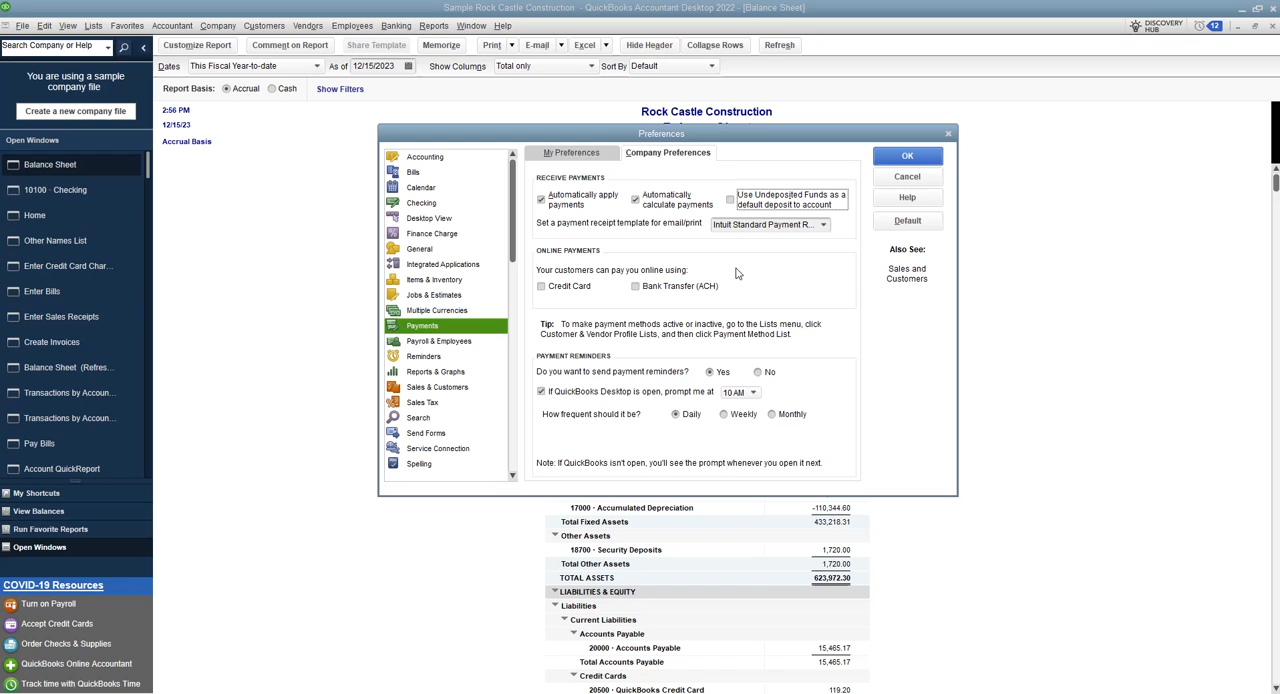 Sample Rock Castle Construction - QuickBooks Accountant Desktop 2022 - [Balance Sheet]
File Edit View Lists Favorites Accountant Company Customers Vendors Employees Banking Reports Window Help
DISCOVERY HUB 12
Search Company or Help
Customize Report Comment on Report Share Template Memorize Print E-mail Excel Hide Header Collapse Rows Refresh
Dates This Fiscal Year-to-date As of 12/15/2023 Show Columns Total only Sort By Default
Report Basis: Accrual Cash Show Filters
You are using a sample
company file
Create a new company file
Open Windows
Balance Sheet
10100 · Checking
Home
Other Names List
Enter Credit Card Char...
Enter Bills
Enter Sales Receipts
Create Invoices
Balance Sheet (Refres...
Transactions by Accoun...
Transactions by Accoun...
Pay Bills
Account QuickReport
My Shortcuts
View Balances
Run Favorite Reports
Open Windows
COVID-19 Resources
Turn on Payroll
Accept Credit Cards
Order Checks & Supplies
QuickBooks Online Accountant
Track time with QuickBooks Time
2:56 PM
12/15/23
Accrual Basis
Rock Castle Construction
Preferences
Accounting
Bills
Calendar
Checking
Desktop View
Finance Charge
General
Integrated Applications
Items & Inventory
Jobs & Estimates
Multiple Currencies
Payments
Payroll & Employees
Reminders
Reports & Graphs
Sales & Customers
Sales Tax
Search
Send Forms
Service Connection
Spelling
My Preferences Company Preferences
RECEIVE PAYMENTS
Automatically apply payments
Automatically calculate payments
Use Undeposited Funds as a default deposit to account
Set a payment receipt template for email/print Intuit Standard Payment R...
ONLINE PAYMENTS
Your customers can pay you online using:
Credit Card Bank Transfer (ACH)
Tip: To make payment methods active or inactive, go to the Lists menu, click
Customer & Vendor Profile Lists, and then click Payment Method List.
PAYMENT REMINDERS
Do you want to send payment reminders? Yes No
If QuickBooks Desktop is open, prompt me at 10 AM
How frequent should it be? Daily Weekly Monthly
Note: If QuickBooks isn't open, you'll see the prompt whenever you open it next.
OK
Cancel
Help
Default
Also See:
Sales and
Customers
17000 · Accumulated Depreciation -110,344.60
Total Fixed Assets 433,218.31
Other Assets
18700 · Security Deposits 1,720.00
Total Other Assets 1,720.00
TOTAL ASSETS 623,972.30
LIABILITIES & EQUITY
Liabilities
Current Liabilities
Accounts Payable
20000 · Accounts Payable 15,465.17
Total Accounts Payable 15,465.17
Credit Cards
20500 · QuickBooks Credit Card 119.20